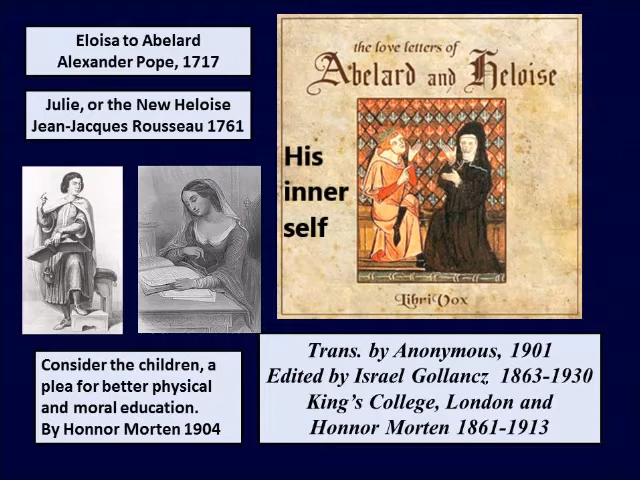 Eloisa to Abelard
Alexander Pope, 1717
Julie, or the New Heloise
Jean-Jacques Rousseau 1761
the love letters of
Abelard and Heloise
His
inner
self
LibriVox
Consider the children, a
plea for better physical
and moral education.
By Honnor Morten 1904
Trans. by Anonymous, 1901
Edited by Israel Gollancz 1863-1930
King’s College, London and
Honnor Morten 1861-1913